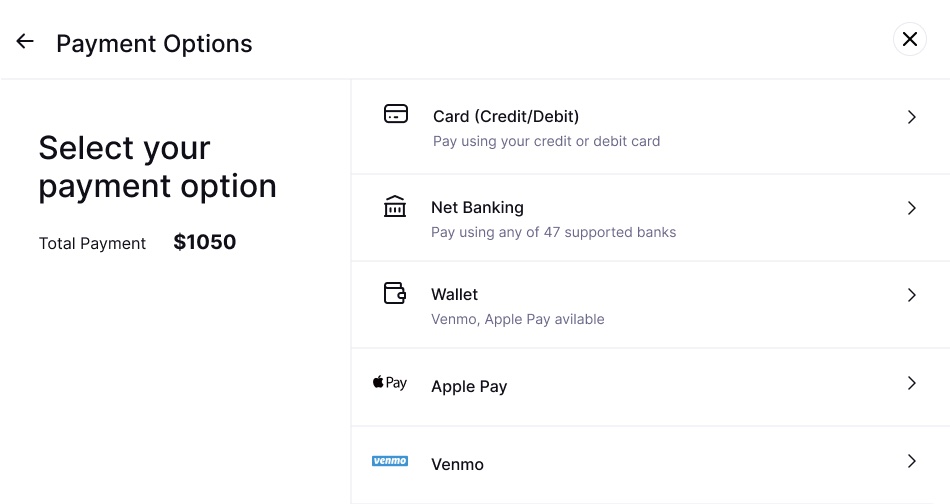 Payment Options
Select your
payment option
Total Payment $1050
Card (Credit/Debit)
Pay using your credit or debit card
Net Banking
Pay using any of 47 supported banks
Wallet
Venmo, Apple Pay avilable
Pay Apple Pay
venmo Venmo